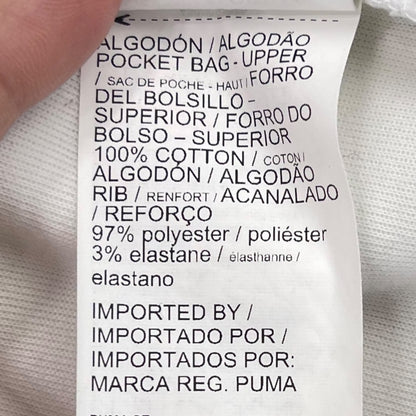 ALGODÓN / ALGODÃO
POCKET BAG - UPPER
/ SAC DE POCHE - HAUT / FORRO
DEL BOLSILLO –
SUPERIOR / FORRO DO
BOLSO – SUPERIOR
100% COTTON / COTON /
ALGODÓN / ALGODÃO
RIB / RENFORT / ACANALADO
/ REFORÇO
97% polyester / poliéster
3% elastane / élasthanne /
elastano
IMPORTED BY /
IMPORTADO POR /
IMPORTADOS POR:
MARCA REG. PUMA